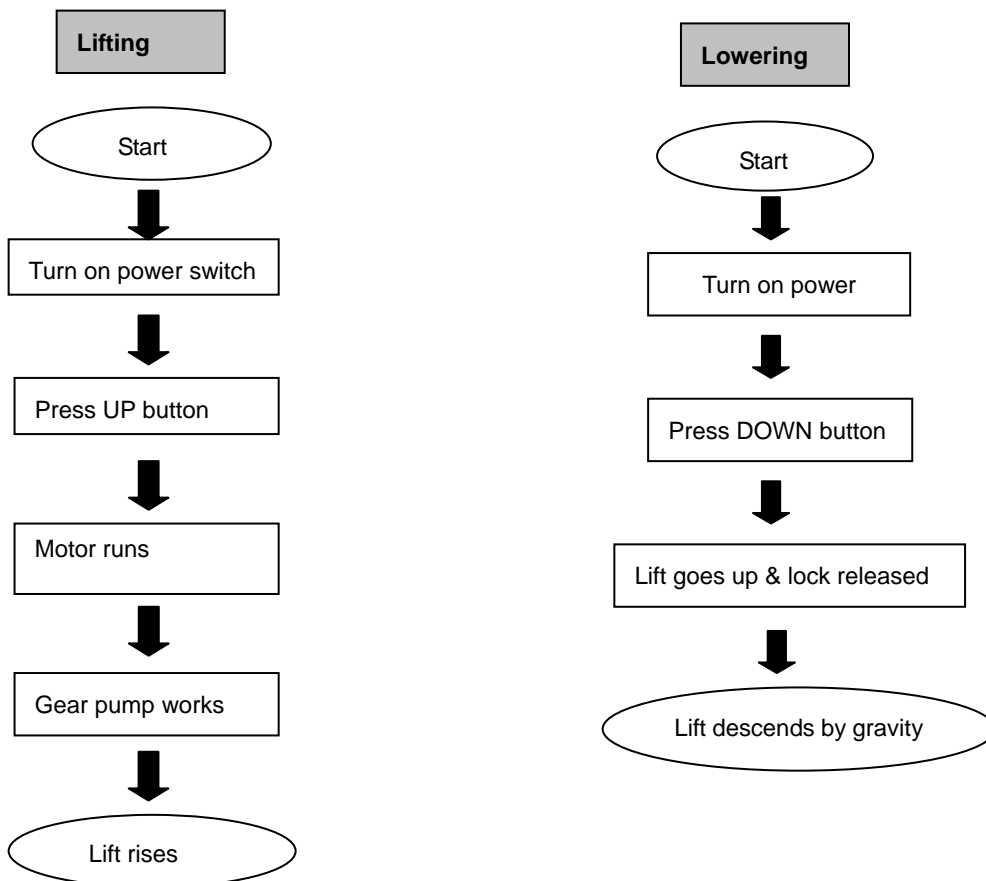 Lifting
Start
Turn on power switch
Press UP button
Motor runs
Gear pump works
Lift rises
Lowering
Start
Turn on power
Press DOWN button
Lift goes up & lock released
Lift descends by gravity